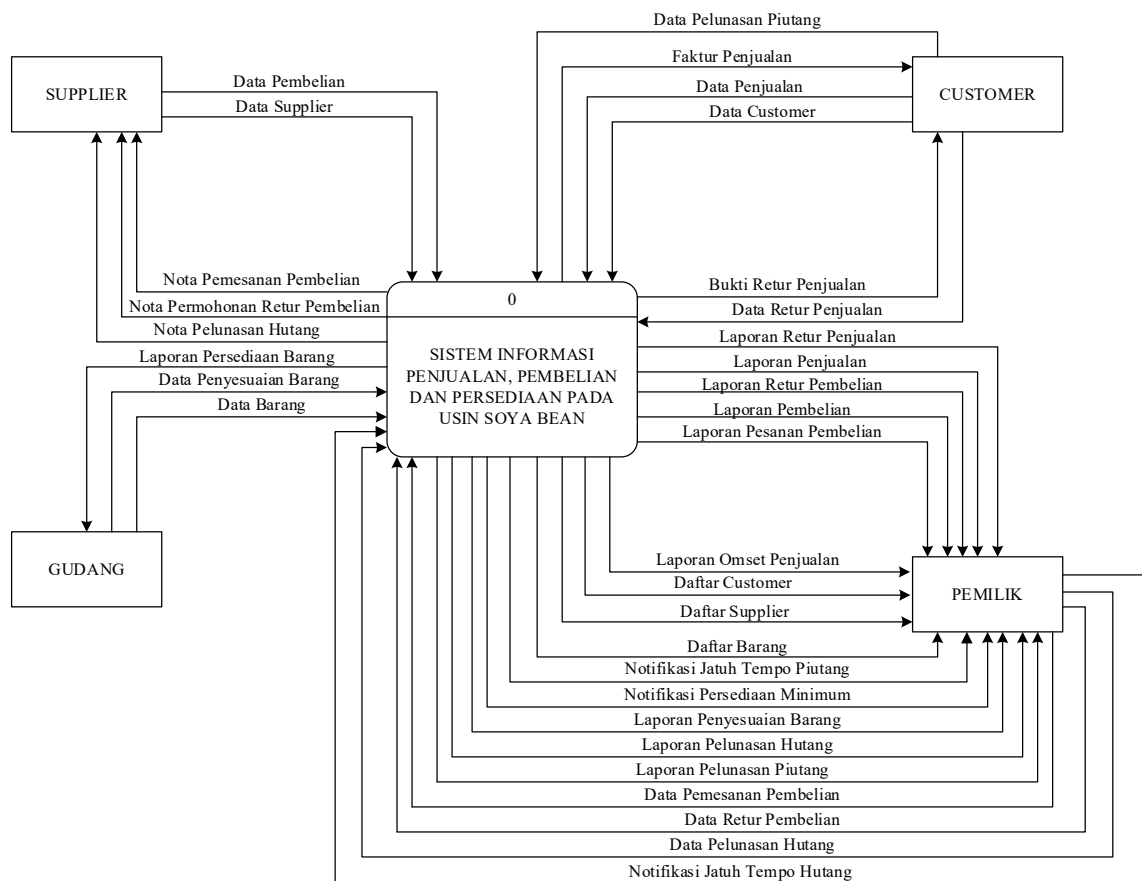 Data Pelunasan Piutang
Faktur Penjualan
SUPPLIER
Data Pembelian
Data Supplier
Data Penjualan
Data Customer
CUSTOMER
Nota Pemesanan Pembelian
Nota Permohonan Retur Pembelian
Nota Pelunasan Hutang
Laporan Persediaan Barang
Data Penyesuaian Barang
Data Barang
0
SISTEM INFORMASI
PENJUALAN, PEMBELIAN
DAN PERSEDIAAN PADA
USIN SOYA BEAN
Bukti Retur Penjualan
Data Retur Penjualan
Laporan Retur Penjualan
Laporan Penjualan
Laporan Retur Pembelian
Laporan Pembelian
Laporan Pesanan Pembelian
GUDANG
Laporan Omset Penjualan
Daftar Customer
Daftar Supplier
PEMILIK
Daftar Barang
Notifikasi Jatuh Tempo Piutang
Notifikasi Persediaan Minimum
Laporan Penyesuaian Barang
Laporan Pelunasan Hutang
Laporan Pelunasan Piutang
Data Pemesanan Pembelian
Data Retur Pembelian
Data Pelunasan Hutang
Notifikasi Jatuh Tempo Hutang